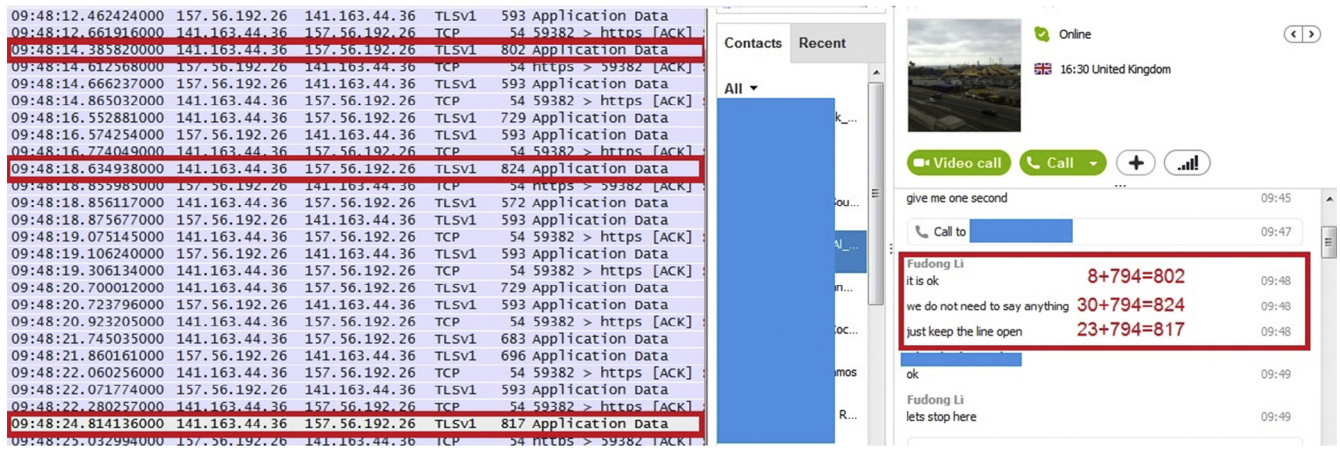 09:48:12.462424000 157.56.192.26 141.163.44.36 TLSv1 593 Application Data
09:48:12.661916000 141.163.44.36 157.56.192.26 TCP 54 59382 > https [ACK]
09:48:14.385820000 141.163.44.36 157.56.192.26 TLSv1 802 Application Data
09:48:14.612568000 157.56.192.26 141.163.44.36 TCP 54 https > 59382 [ACK]
09:48:14.666237000 157.56.192.26 141.163.44.36 TLSv1 593 Application Data
09:48:14.865032000 141.163.44.36 157.56.192.26 TCP 54 59382 > https [ACK]
09:48:16.552881000 141.163.44.36 157.56.192.26 TLSv1 729 Application Data
09:48:16.574254000 157.56.192.26 141.163.44.36 TLSv1 593 Application Data
09:48:16.774049000 141.163.44.36 157.56.192.26 TCP 54 59382 > https [ACK]
09:48:18.634938000 141.163.44.36 157.56.192.26 TLSv1 824 Application Data
09:48:18.855985000 157.56.192.26 141.163.44.36 TCP 54 https > 59382 [ACK]
09:48:18.856117000 141.163.44.36 157.56.192.26 TLSv1 572 Application Data
09:48:18.875677000 157.56.192.26 141.163.44.36 TLSv1 593 Application Data
09:48:19.075145000 141.163.44.36 157.56.192.26 TCP 54 59382 > https [ACK]
09:48:19.106240000 157.56.192.26 141.163.44.36 TLSv1 593 Application Data
09:48:19.306134000 141.163.44.36 157.56.192.26 TCP 54 59382 > https [ACK]
09:48:20.700012000 141.163.44.36 157.56.192.26 TLSv1 729 Application Data
09:48:20.723796000 157.56.192.26 141.163.44.36 TLSv1 593 Application Data
09:48:20.923205000 141.163.44.36 157.56.192.26 TCP 54 59382 > https [ACK]
09:48:21.745035000 141.163.44.36 157.56.192.26 TLSv1 683 Application Data
09:48:21.860161000 157.56.192.26 141.163.44.36 TLSv1 696 Application Data
09:48:22.060256000 141.163.44.36 157.56.192.26 TCP 54 59382 > https [ACK]
09:48:22.071774000 157.56.192.26 141.163.44.36 TLSv1 593 Application Data
09:48:22.280257000 141.163.44.36 157.56.192.26 TCP 54 59382 > https [ACK]
09:48:24.814136000 141.163.44.36 157.56.192.26 TLSv1 817 Application Data
09:48:25.032994000 157.56.192.26 141.163.44.36 TCP 54 https > 59382 [ACK]
Contacts Recent
All
k_...
ou...
Al_...
an...
oc...
mos
R...
Online
16:30 United Kingdom
Video call Call
give me one second 09:45
Call to 09:47
Fudong Li
it is ok 8+794=802 09:48
we do not need to say anything 30+794=824 09:48
just keep the line open 23+794=817 09:48
ok 09:49
Fudong Li
lets stop here 09:49